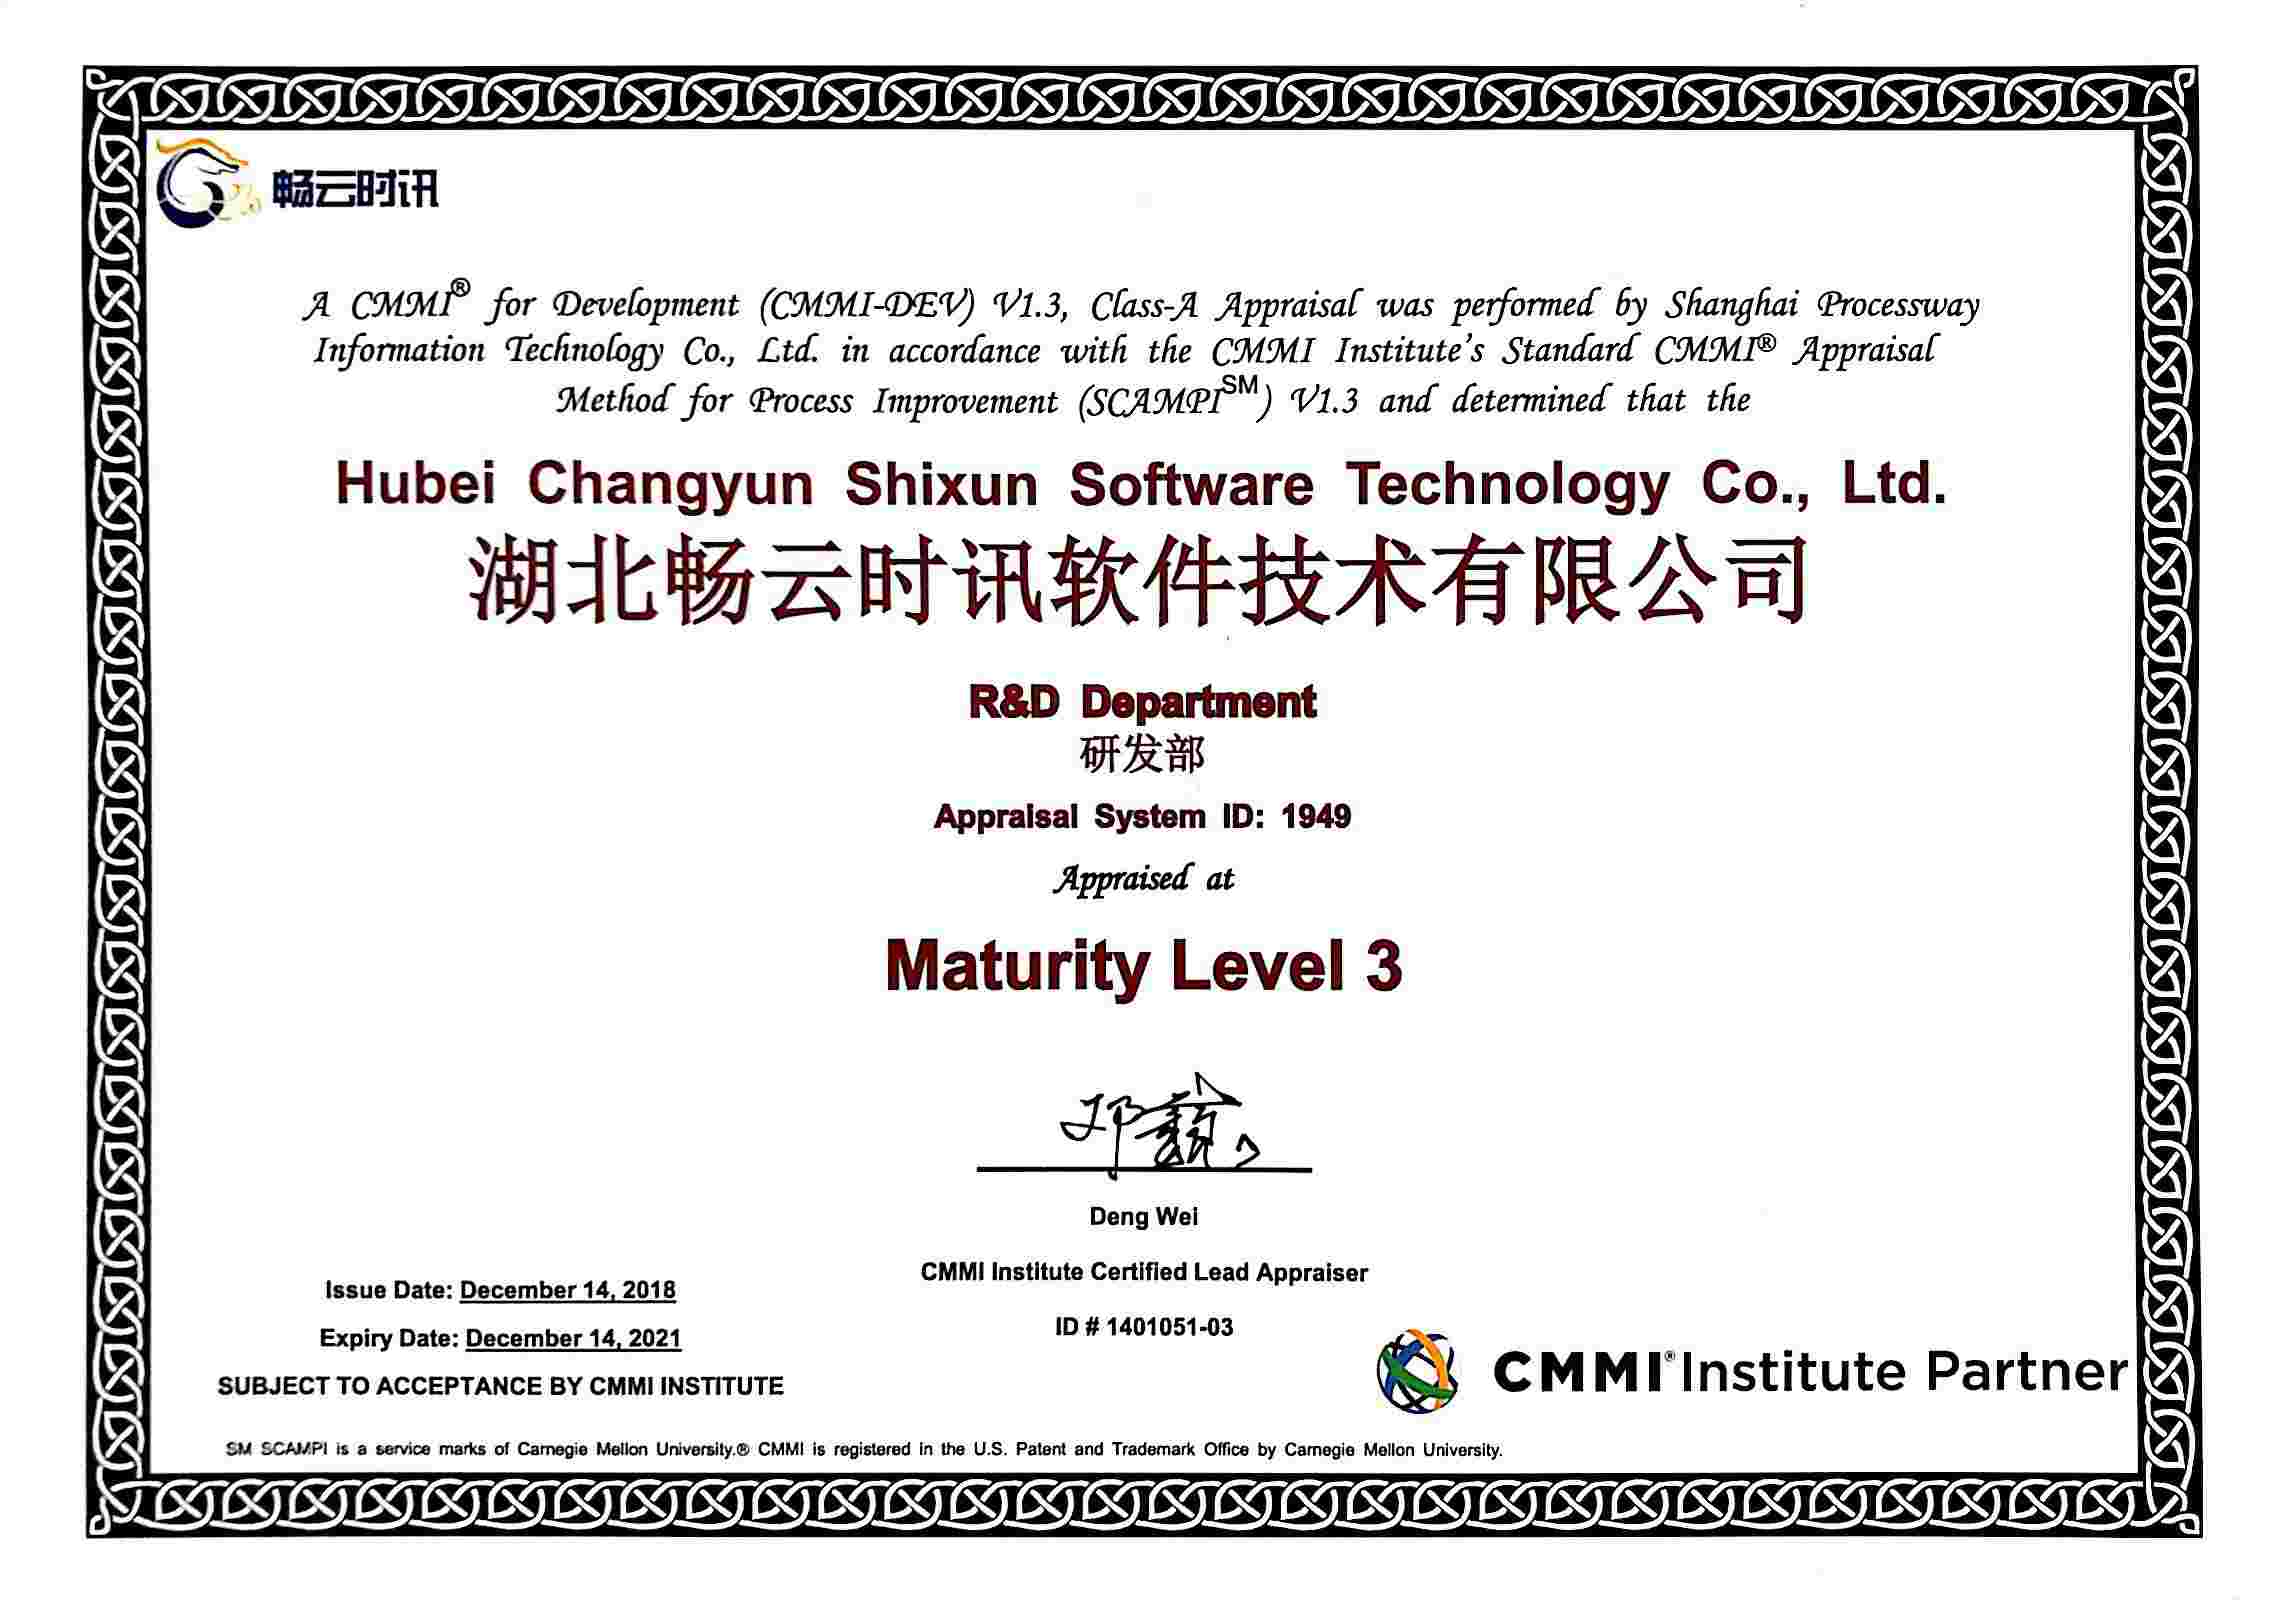 畅云时讯
A CMMI® for Development (CMMI-DEV) V1.3, Class-A Appraisal was performed by Shanghai Processway
Information Technology Co., Ltd. in accordance with the CMMI Institute's Standard CMMI® Appraisal
Method for Process Improvement (SCAMPI℠) V1.3 and determined that the
Hubei Changyun Shixun Software Technology Co., Ltd.
湖北畅云时讯软件技术有限公司
R&D Department
研发部
Appraisal System ID: 1949
Appraised at
Maturity Level 3
Deng Wei
CMMI Institute Certified Lead Appraiser
ID # 1401051-03
Issue Date: December 14, 2018
Expiry Date: December 14, 2021
SUBJECT TO ACCEPTANCE BY CMMI INSTITUTE
CMMI® Institute Partner
SM SCAMPI is a service marks of Carnegie Mellon University.® CMMI is registered in the U.S. Patent and Trademark Office by Carnegie Mellon University.